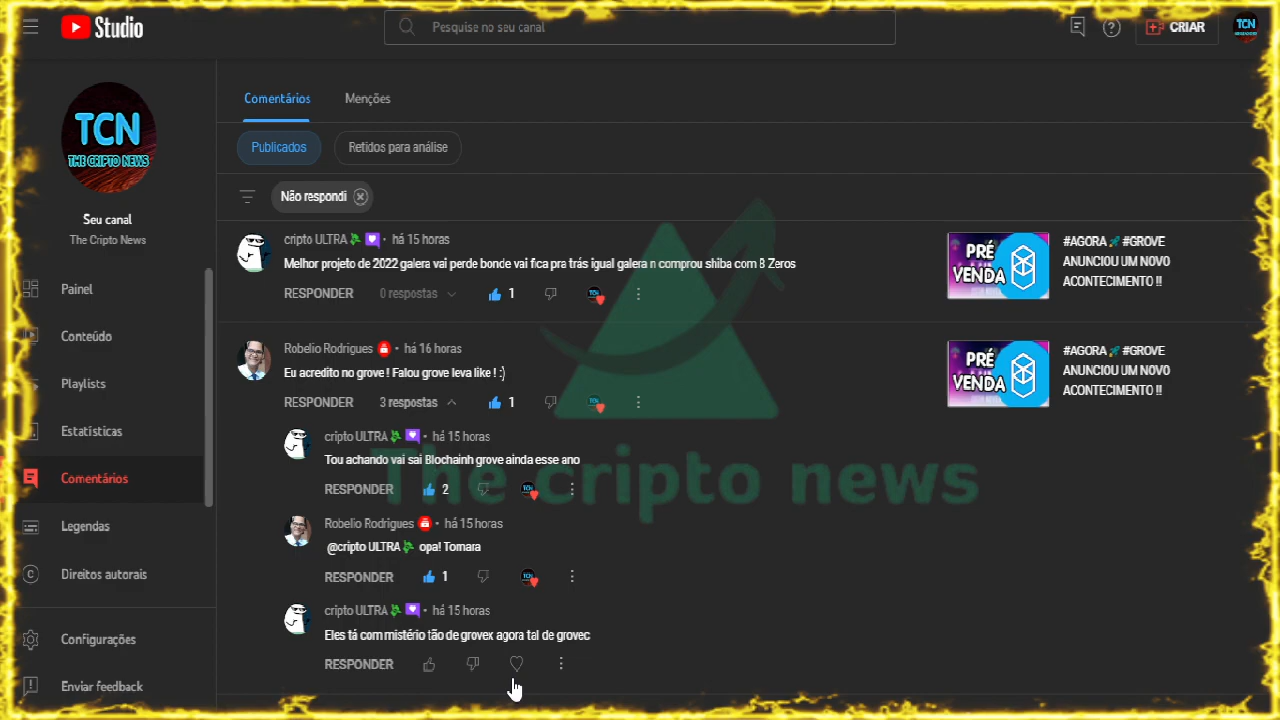 Studio
Pesquise no seu canal
CRIAR
TCN
TCN
THE CRIPTO NEWS
Seu canal
The Cripto News
Painel
Conteúdo
Playlists
Estatísticas
Comentários
Legendas
Direitos autorais
Configurações
Enviar feedback
Comentários
Menções
Publicados
Retidos para análise
Não respondi
cripto ULTRA • há 15 horas
Melhor projeto de 2022 galera vai perde bonde vai fica pra trás igual galera n comprou shiba com 8 Zeros
RESPONDER 0 respostas 1
PRÉ
VENDA
#AGORA #GROVE
ANUNCIOU UM NOVO
ACONTECIMENTO !!
Robelio Rodrigues • há 16 horas
Eu acredito no grove ! Falou grove leva like ! :)
RESPONDER 3 respostas 1
PRÉ
VENDA
#AGORA #GROVE
ANUNCIOU UM NOVO
ACONTECIMENTO !!
cripto ULTRA • há 15 horas
Tou achando vai sai Blochainh grove ainda esse ano
RESPONDER 2
Robelio Rodrigues • há 15 horas
@cripto ULTRA opa! Tomara
RESPONDER 1
cripto ULTRA • há 15 horas
Eles tá com mistério tão de grovex agora tal de grovec
RESPONDER
The cripto news